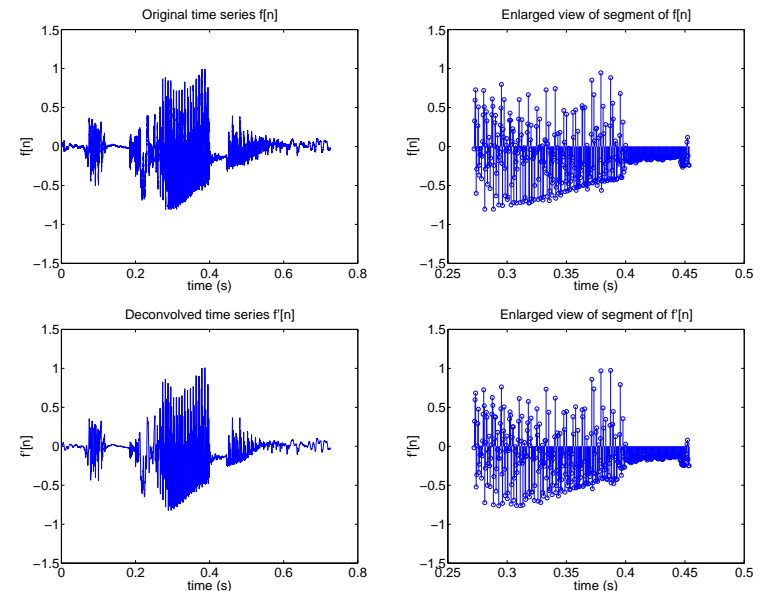 Original time series f[n]
1.5
1
0.5
0
−0.5
−1
−1.5
f[n]
0 0.2 0.4 0.6 0.8
time (s)
Enlarged view of segment of f[n]
1.5
1
0.5
0
−0.5
−1
−1.5
f[n]
0.25 0.3 0.35 0.4 0.45 0.5
time (s)
Deconvolved time series f'[n]
1.5
1
0.5
0
−0.5
−1
−1.5
f'[n]
0 0.2 0.4 0.6 0.8
time (s)
Enlarged view of segment of f'[n]
1.5
1
0.5
0
−0.5
−1
−1.5
f'[n]
0.25 0.3 0.35 0.4 0.45 0.5
time (s)